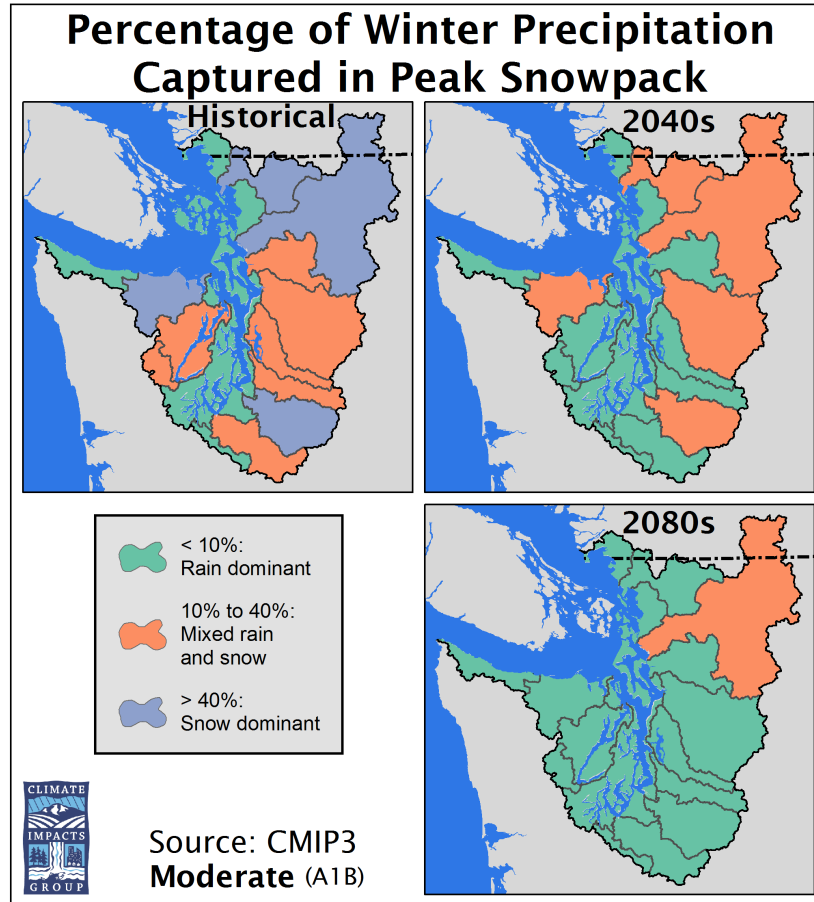 Percentage of Winter Precipitation
Captured in Peak Snowpack
Historical
2040s
2080s
< 10%:
Rain dominant
10% to 40%:
Mixed rain
and snow
> 40%:
Snow dominant
CLIMATE
IMPACTS
GROUP
Source: CMIP3
Moderate (A1B)